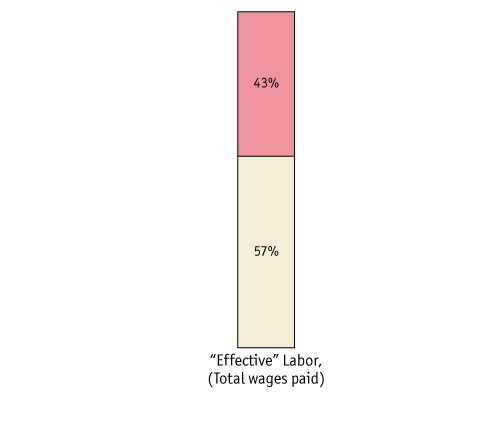 43%
57%
“Effective” Labor,
(Total wages paid)